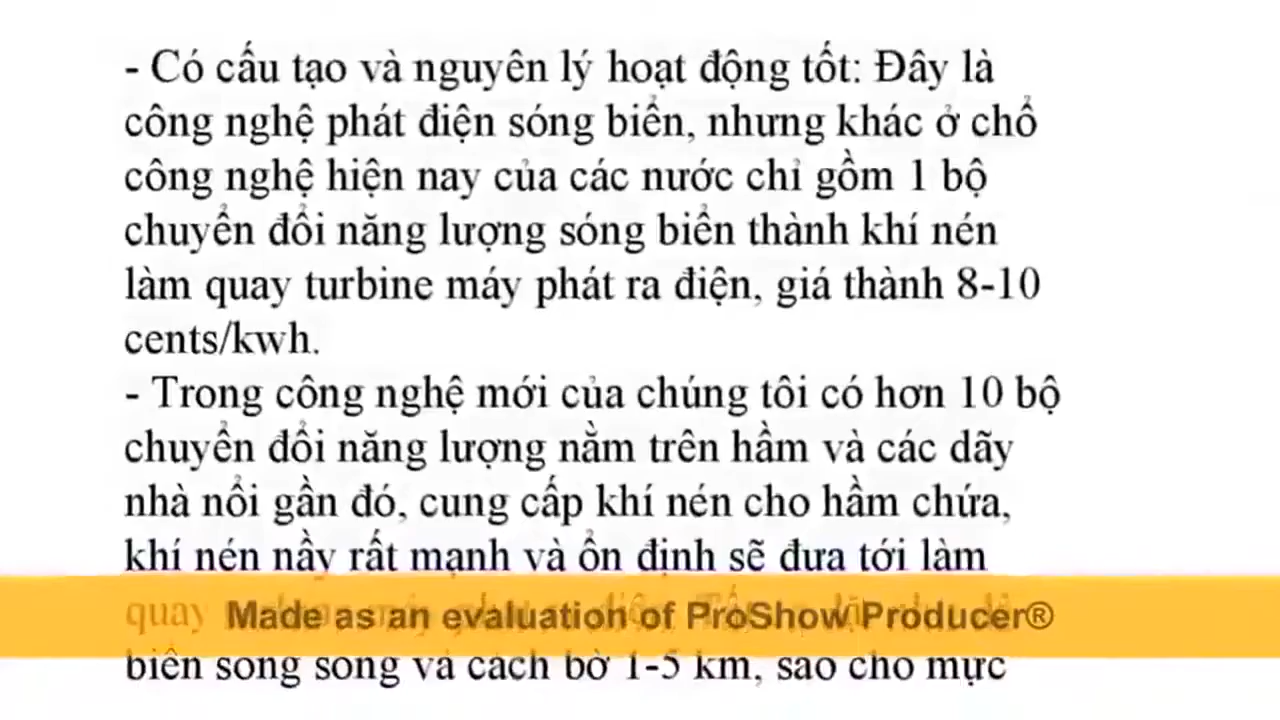 - Có cấu tạo và nguyên lý hoạt động tốt: Đây là
công nghệ phát điện sóng biển, nhưng khác ở chổ
công nghệ hiện nay của các nước chỉ gồm 1 bộ
chuyển đổi năng lượng sóng biển thành khí nén
làm quay turbine máy phát ra điện, giá thành 8-10
cents/kwh.
- Trong công nghệ mới của chúng tôi có hơn 10 bộ
chuyển đổi năng lượng nằm trên hầm và các dãy
nhà nổi gần đó, cung cấp khí nén cho hầm chứa,
khí nén nầy rất mạnh và ổn định sẽ đưa tới làm
quay
Made as an evaluation of ProShow Producer®
biển song song và cách bờ 1-5 km, sao cho mực